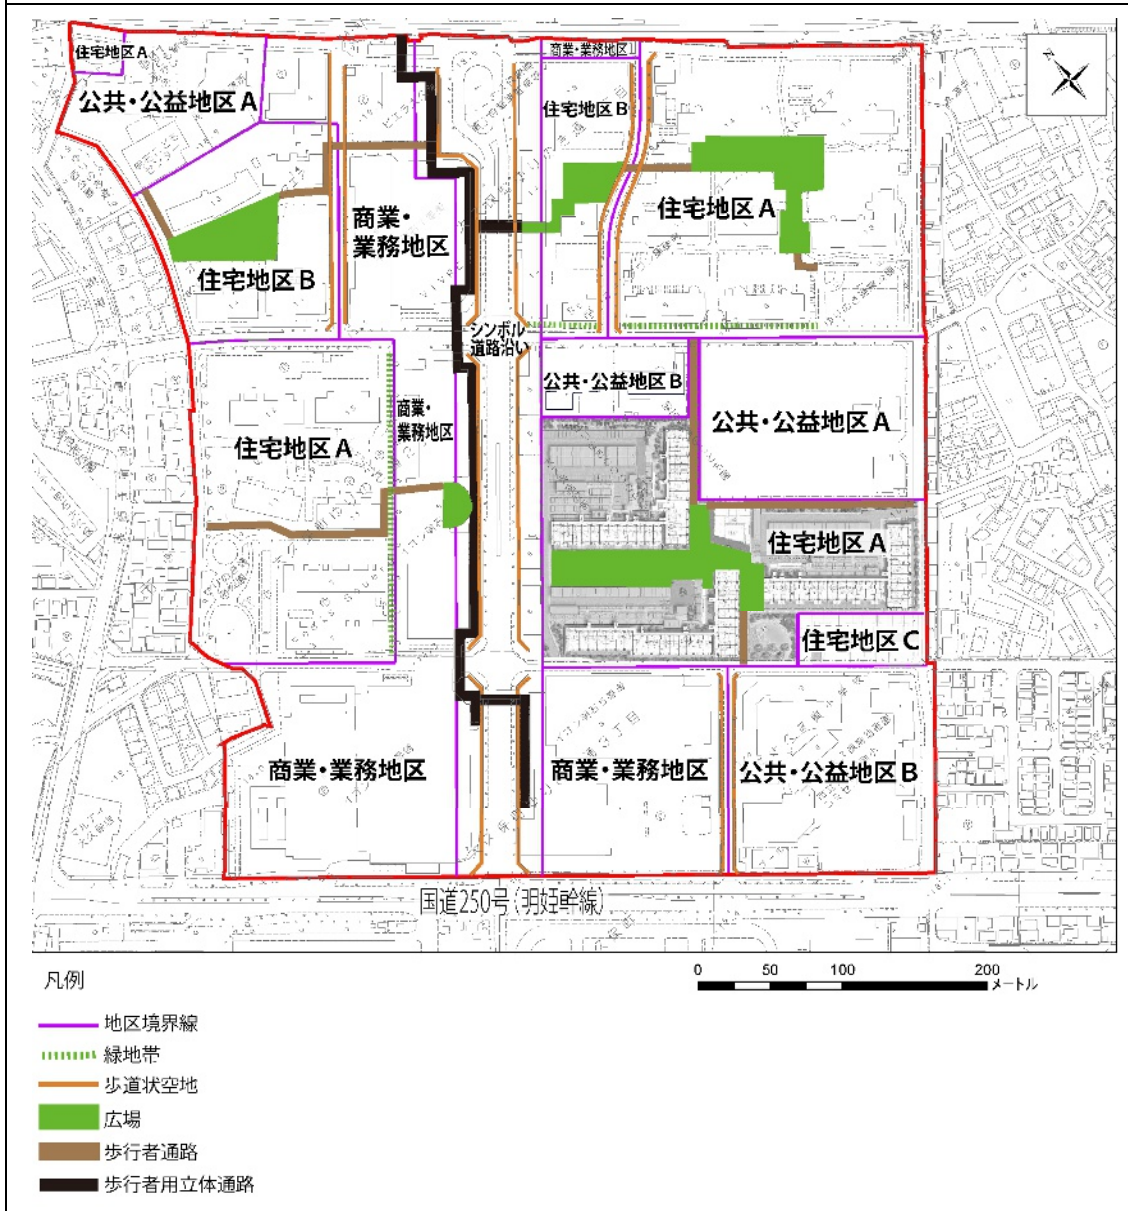 商業・業務地区
住宅地区A
公共・公益地区A
住宅地区B
商業・
業務地区
住宅地区A
住宅地区B
シンボル
道路沿い
公共・公益地区B
商業・
業務地区
公共・公益地区A
住宅地区A
住宅地区A
住宅地区C
商業・業務地区
商業・業務地区
公共・公益地区B
国道250号(明姫幹線)
凡例
0 50 100 200
メートル
地区境界線
緑地帯
歩道状空地
広場
歩行者通路
歩行者用立体通路